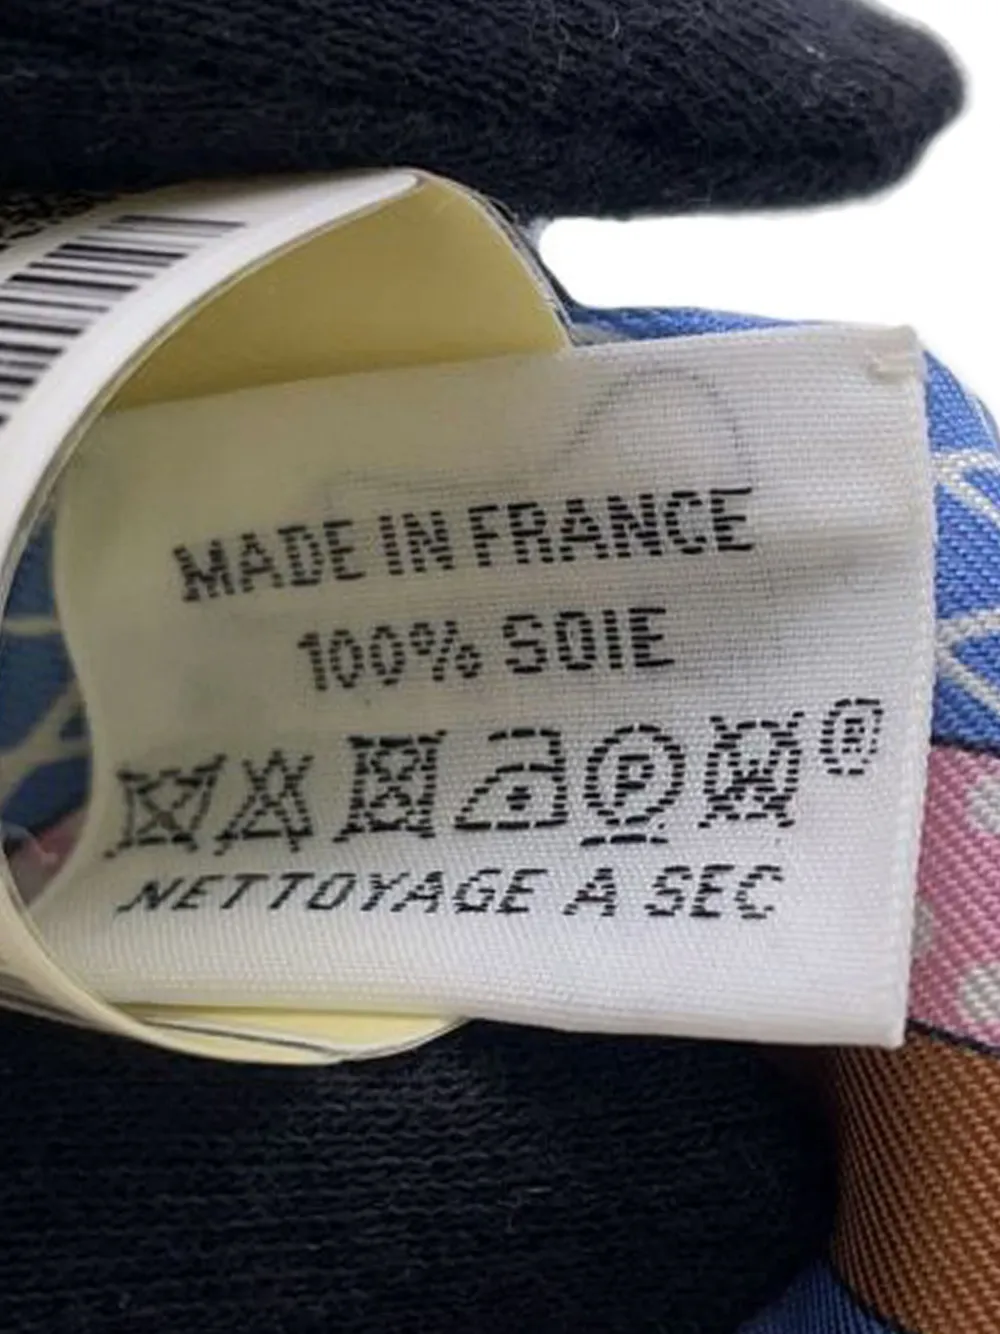 MADE IN FRANCE
100% SOIE
P W ®
NETTOYAGE A SEC